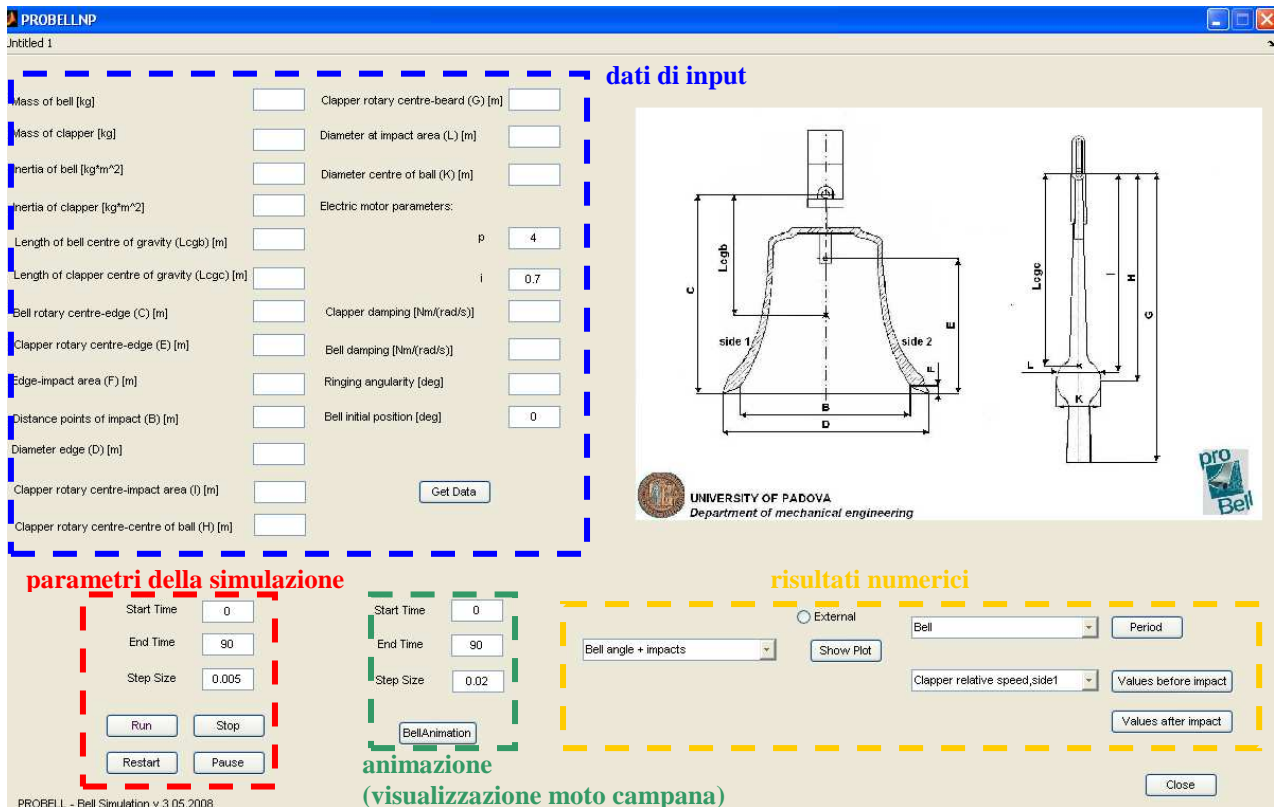 PROBELLNP
Untitled 1
dati di input
Mass of bell [kg]
Mass of clapper [kg]
Inertia of bell [kg*m^2]
Inertia of clapper [kg*m^2]
Length of bell centre of gravity (Lcgb) [m]
Length of clapper centre of gravity (Lcgc) [m]
Bell rotary centre-edge (C) [m]
Clapper rotary centre-edge (E) [m]
Edge-impact area (F) [m]
Distance points of impact (B) [m]
Diameter edge (D) [m]
Clapper rotary centre-impact area (I) [m]
Clapper rotary centre-centre of ball (H) [m]
Clapper rotary centre-beard (G) [m]
Diameter at impact area (L) [m]
Diameter centre of ball (K) [m]
Electric motor parameters:
p 4
i 0.7
Clapper damping [Nm/(rad/s)]
Bell damping [Nm/(rad/s)]
Ringing angularity [deg]
Bell initial position [deg] 0
Get Data
C
Lcgb
E
F
side 1
side 2
B
D
Lcgc
I
H
G
L
K
UNIVERSITY OF PADOVA
Department of mechanical engineering
pro
Bell
parametri della simulazione
Start Time 0
End Time 90
Step Size 0.005
Run Stop
Restart Pause
Start Time 0
End Time 90
Step Size 0.02
BellAnimation
animazione
(visualizzazione moto campana)
risultati numerici
Bell angle + impacts
External
Show Plot
Bell
Period
Clapper relative speed,side1
Values before impact
Values after impact
Close
PROBELL - Bell Simulation v 3.05.2008